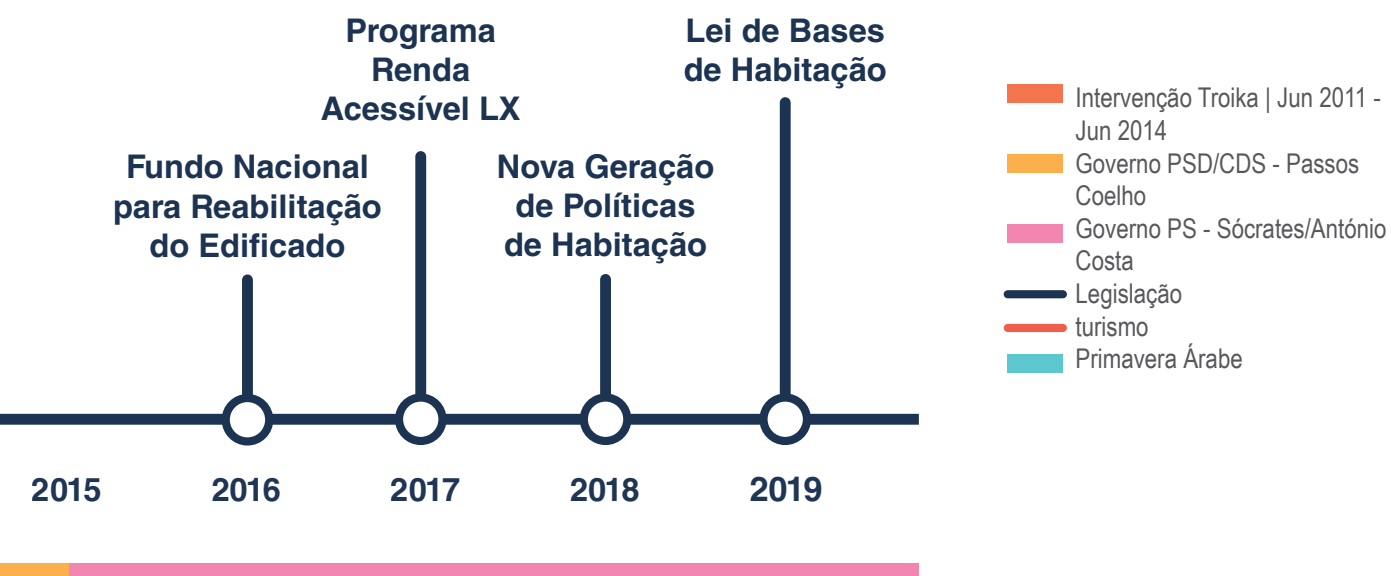 Programa
Renda
Acessível LX
Lei de Bases
de Habitação
Fundo Nacional
para Reabilitação
do Edificado
Nova Geração
de Políticas
de Habitação
2015
2016
2017
2018
2019
Intervenção Troika | Jun 2011 -
Jun 2014
Governo PSD/CDS - Passos
Coelho
Governo PS - Sócrates/António
Costa
Legislação
turismo
Primavera Árabe